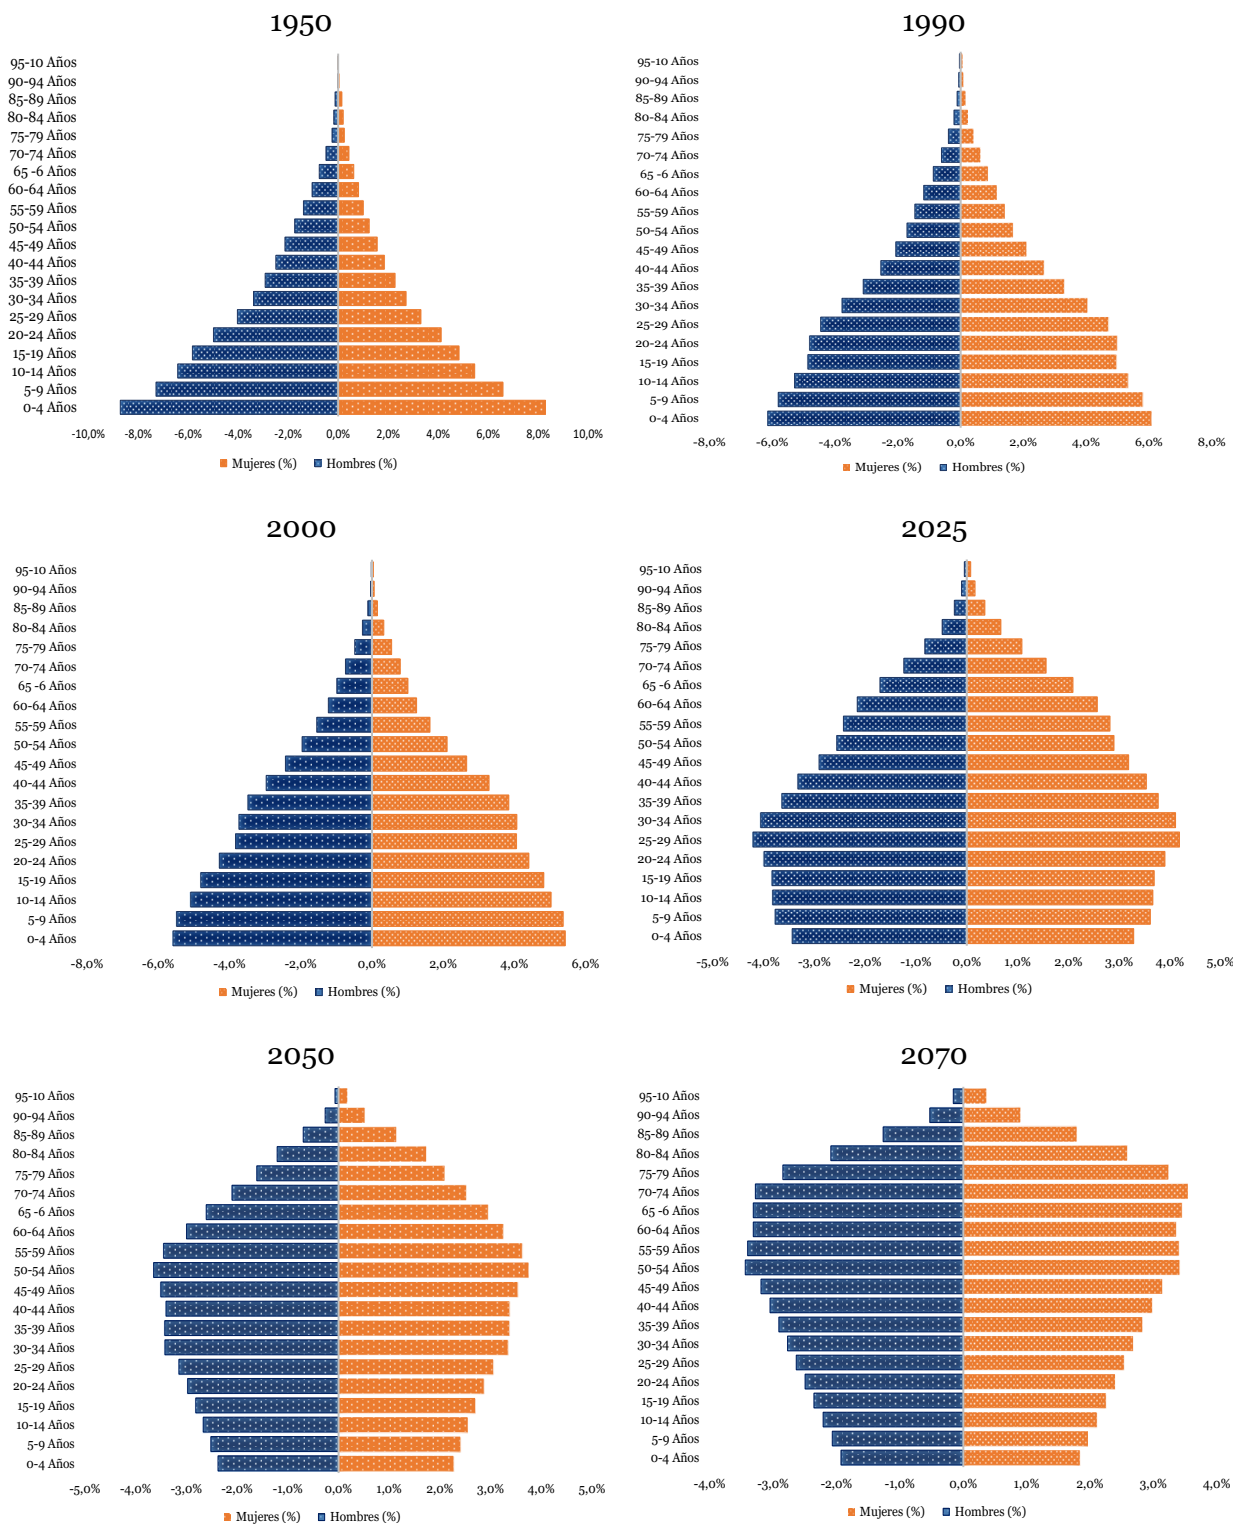 1950
95-10 Años
90-94 Años
85-89 Años
80-84 Años
75-79 Años
70-74 Años
65 -6 Años
60-64 Años
55-59 Años
50-54 Años
45-49 Años
40-44 Años
35-39 Años
30-34 Años
25-29 Años
20-24 Años
15-19 Años
10-14 Años
5-9 Años
0-4 Años
-10,0% -8,0% -6,0% -4,0% -2,0% 0,0% 2,0% 4,0% 6,0% 8,0% 10,0%
Mujeres (%) Hombres (%)
1990
95-10 Años
90-94 Años
85-89 Años
80-84 Años
75-79 Años
70-74 Años
65 -6 Años
60-64 Años
55-59 Años
50-54 Años
45-49 Años
40-44 Años
35-39 Años
30-34 Años
25-29 Años
20-24 Años
15-19 Años
10-14 Años
5-9 Años
0-4 Años
-8,0% -6,0% -4,0% -2,0% 0,0% 2,0% 4,0% 6,0% 8,0%
Mujeres (%) Hombres (%)
2000
95-10 Años
90-94 Años
85-89 Años
80-84 Años
75-79 Años
70-74 Años
65 -6 Años
60-64 Años
55-59 Años
50-54 Años
45-49 Años
40-44 Años
35-39 Años
30-34 Años
25-29 Años
20-24 Años
15-19 Años
10-14 Años
5-9 Años
0-4 Años
-8,0% -6,0% -4,0% -2,0% 0,0% 2,0% 4,0% 6,0%
Mujeres (%) Hombres (%)
2025
95-10 Años
90-94 Años
85-89 Años
80-84 Años
75-79 Años
70-74 Años
65 -6 Años
60-64 Años
55-59 Años
50-54 Años
45-49 Años
40-44 Años
35-39 Años
30-34 Años
25-29 Años
20-24 Años
15-19 Años
10-14 Años
5-9 Años
0-4 Años
-5,0% -4,0% -3,0% -2,0% -1,0% 0,0% 1,0% 2,0% 3,0% 4,0% 5,0%
Mujeres (%) Hombres (%)
2050
95-10 Años
90-94 Años
85-89 Años
80-84 Años
75-79 Años
70-74 Años
65 -6 Años
60-64 Años
55-59 Años
50-54 Años
45-49 Años
40-44 Años
35-39 Años
30-34 Años
25-29 Años
20-24 Años
15-19 Años
10-14 Años
5-9 Años
0-4 Años
-5,0% -4,0% -3,0% -2,0% -1,0% 0,0% 1,0% 2,0% 3,0% 4,0% 5,0%
Mujeres (%) Hombres (%)
2070
95-10 Años
90-94 Años
85-89 Años
80-84 Años
75-79 Años
70-74 Años
65 -6 Años
60-64 Años
55-59 Años
50-54 Años
45-49 Años
40-44 Años
35-39 Años
30-34 Años
25-29 Años
20-24 Años
15-19 Años
10-14 Años
5-9 Años
0-4 Años
-4,0% -3,0% -2,0% -1,0% 0,0% 1,0% 2,0% 3,0% 4,0%
Mujeres (%) Hombres (%)